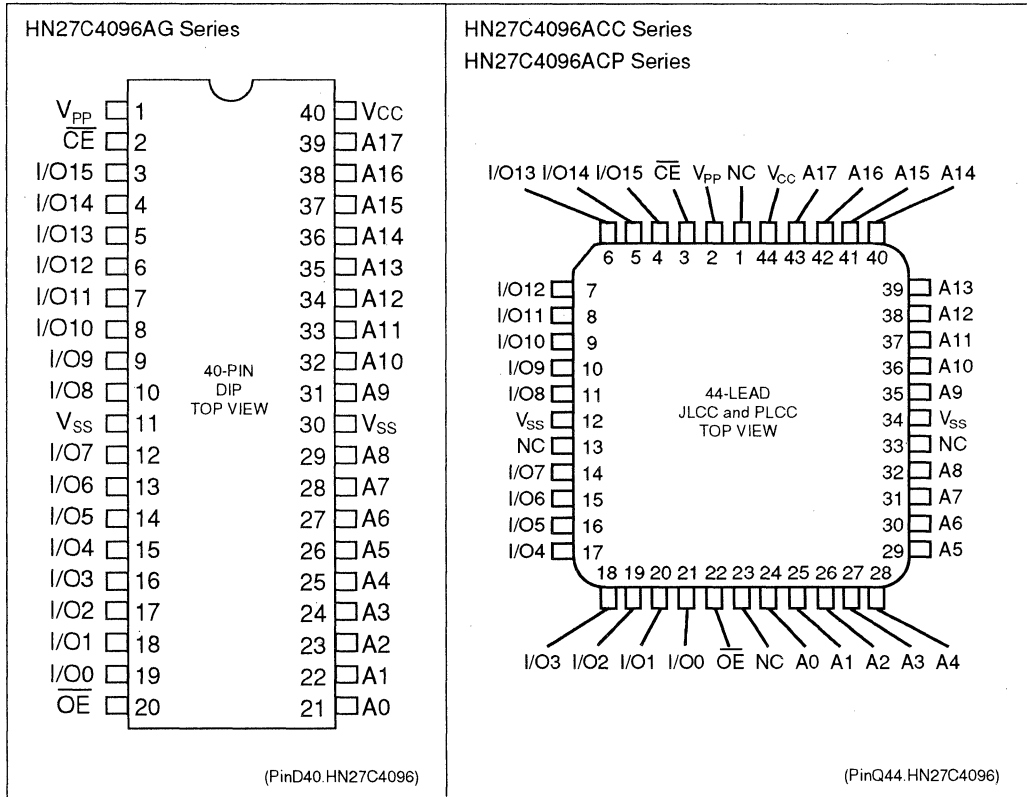 HN27C4096AG Series
VPP 1 40 VCC
CE 2 39 A17
I/O15 3 38 A16
I/O14 4 37 A15
I/O13 5 36 A14
I/O12 6 35 A13
I/O11 7 34 A12
I/O10 8 33 A11
I/O9 9 32 A10
I/O8 10 31 A9
VSS 11 30 VSS
I/O7 12 29 A8
I/O6 13 28 A7
I/O5 14 27 A6
I/O4 15 26 A5
I/O3 16 25 A4
I/O2 17 24 A3
I/O1 18 23 A2
I/O0 19 22 A1
OE 20 21 A0
40-PIN
DIP
TOP VIEW
(PinD40.HN27C4096)
HN27C4096ACC Series
HN27C4096ACP Series
I/O13 I/O14 I/O15 CE VPP NC VCC A17 A16 A15 A14
6 5 4 3 2 1 44 43 42 41 40
I/O12 7 39 A13
I/O11 8 38 A12
I/O10 9 37 A11
I/O9 10 36 A10
I/O8 11 35 A9
VSS 12 34 VSS
NC 13 33 NC
I/O7 14 32 A8
I/O6 15 31 A7
I/O5 16 30 A6
I/O4 17 29 A5
44-LEAD
JLCC and PLCC
TOP VIEW
18 19 20 21 22 23 24 25 26 27 28
I/O3 I/O2 I/O1 I/O0 OE NC A0 A1 A2 A3 A4
(PinQ44.HN27C4096)